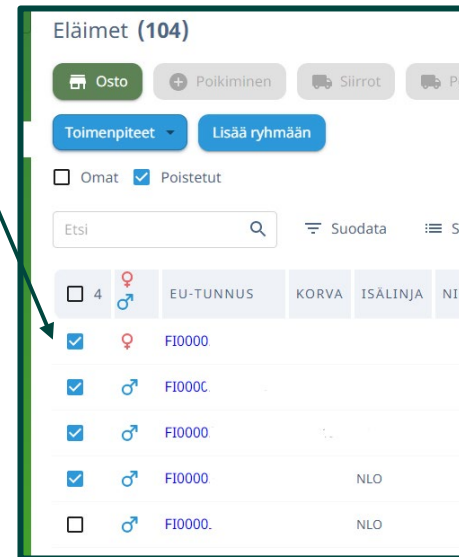 Eläimet (104)
Osto Poikiminen Siirrot
Toimenpiteet Lisää ryhmään
Omat Poistetut
Etsi Suodata
4 EU-TUNNUS KORVA ISÄLINJA
FI0000
FI0000
FI0000
FI0000 NLO
FI0000. NLO